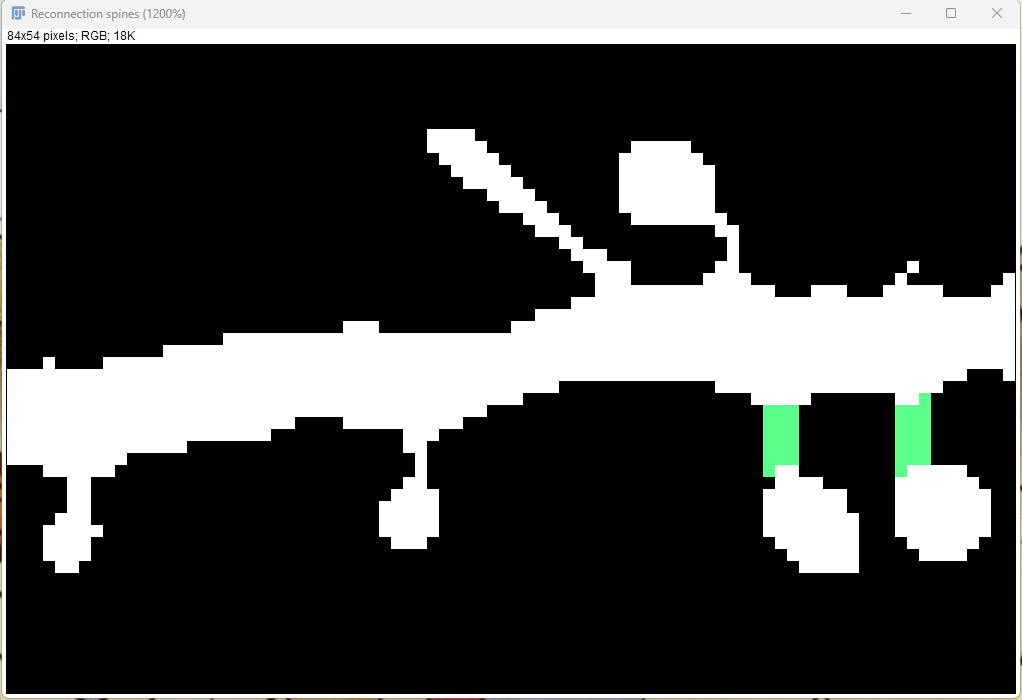 Reconnection spines (1200%)
84x54 pixels; RGB; 18K